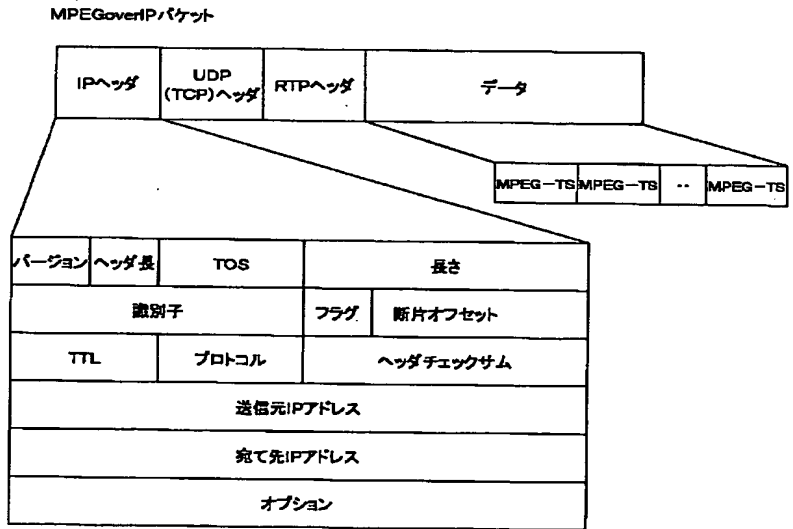 MPEGoverIPパケット
IPヘッダ
UDP
(TCP)ヘッダ
RTPヘッダ
データ
MPEG-TS
MPEG-TS
--
MPEG-TS
バージョン
ヘッダ長
TOS
長さ
識別子
フラグ
断片オフセット
TTL
プロトコル
ヘッダチェックサム
送信元IPアドレス
宛て先IPアドレス
オプション